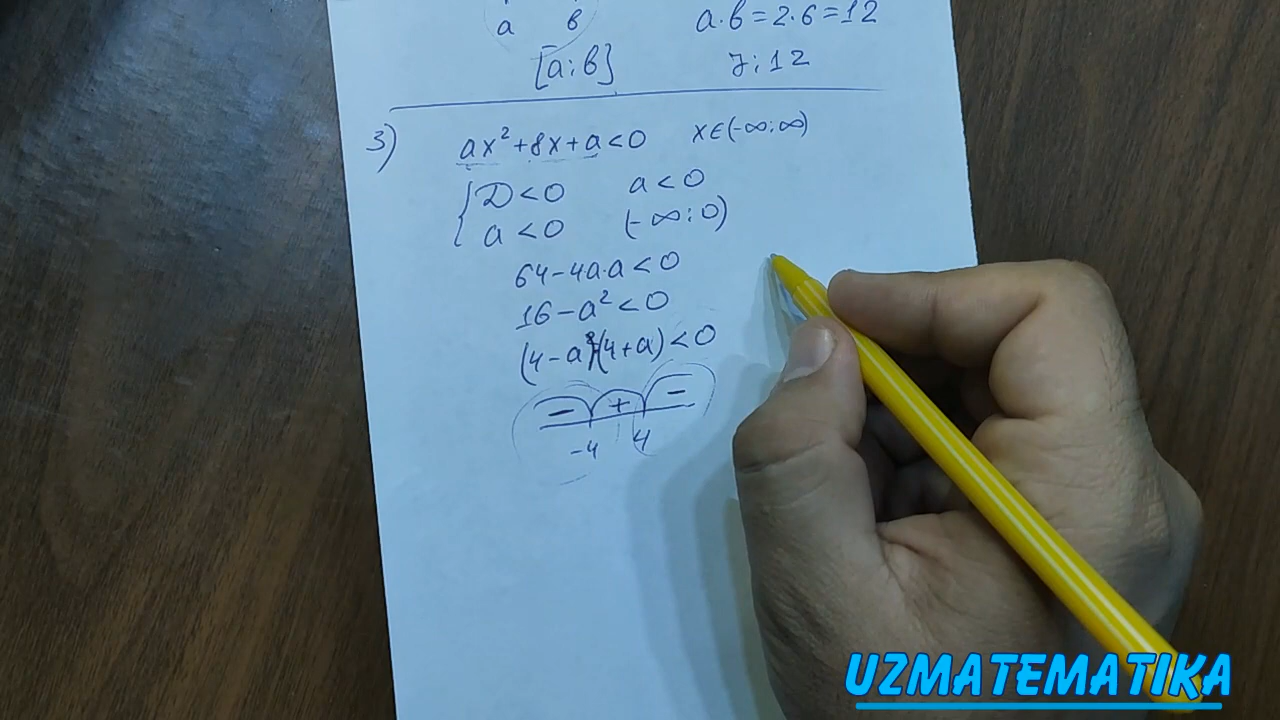 a в a·в=2·6=12
[a;в] J;12
3) ax²+8x+a<0 x∈(-∞;∞)
{D<0 a<0
a<0 (-∞;0)
64-4a·a<0
16-a²<0
(4-a)(4+a)<0
- + -
-4 4
UZMATEMATIKA